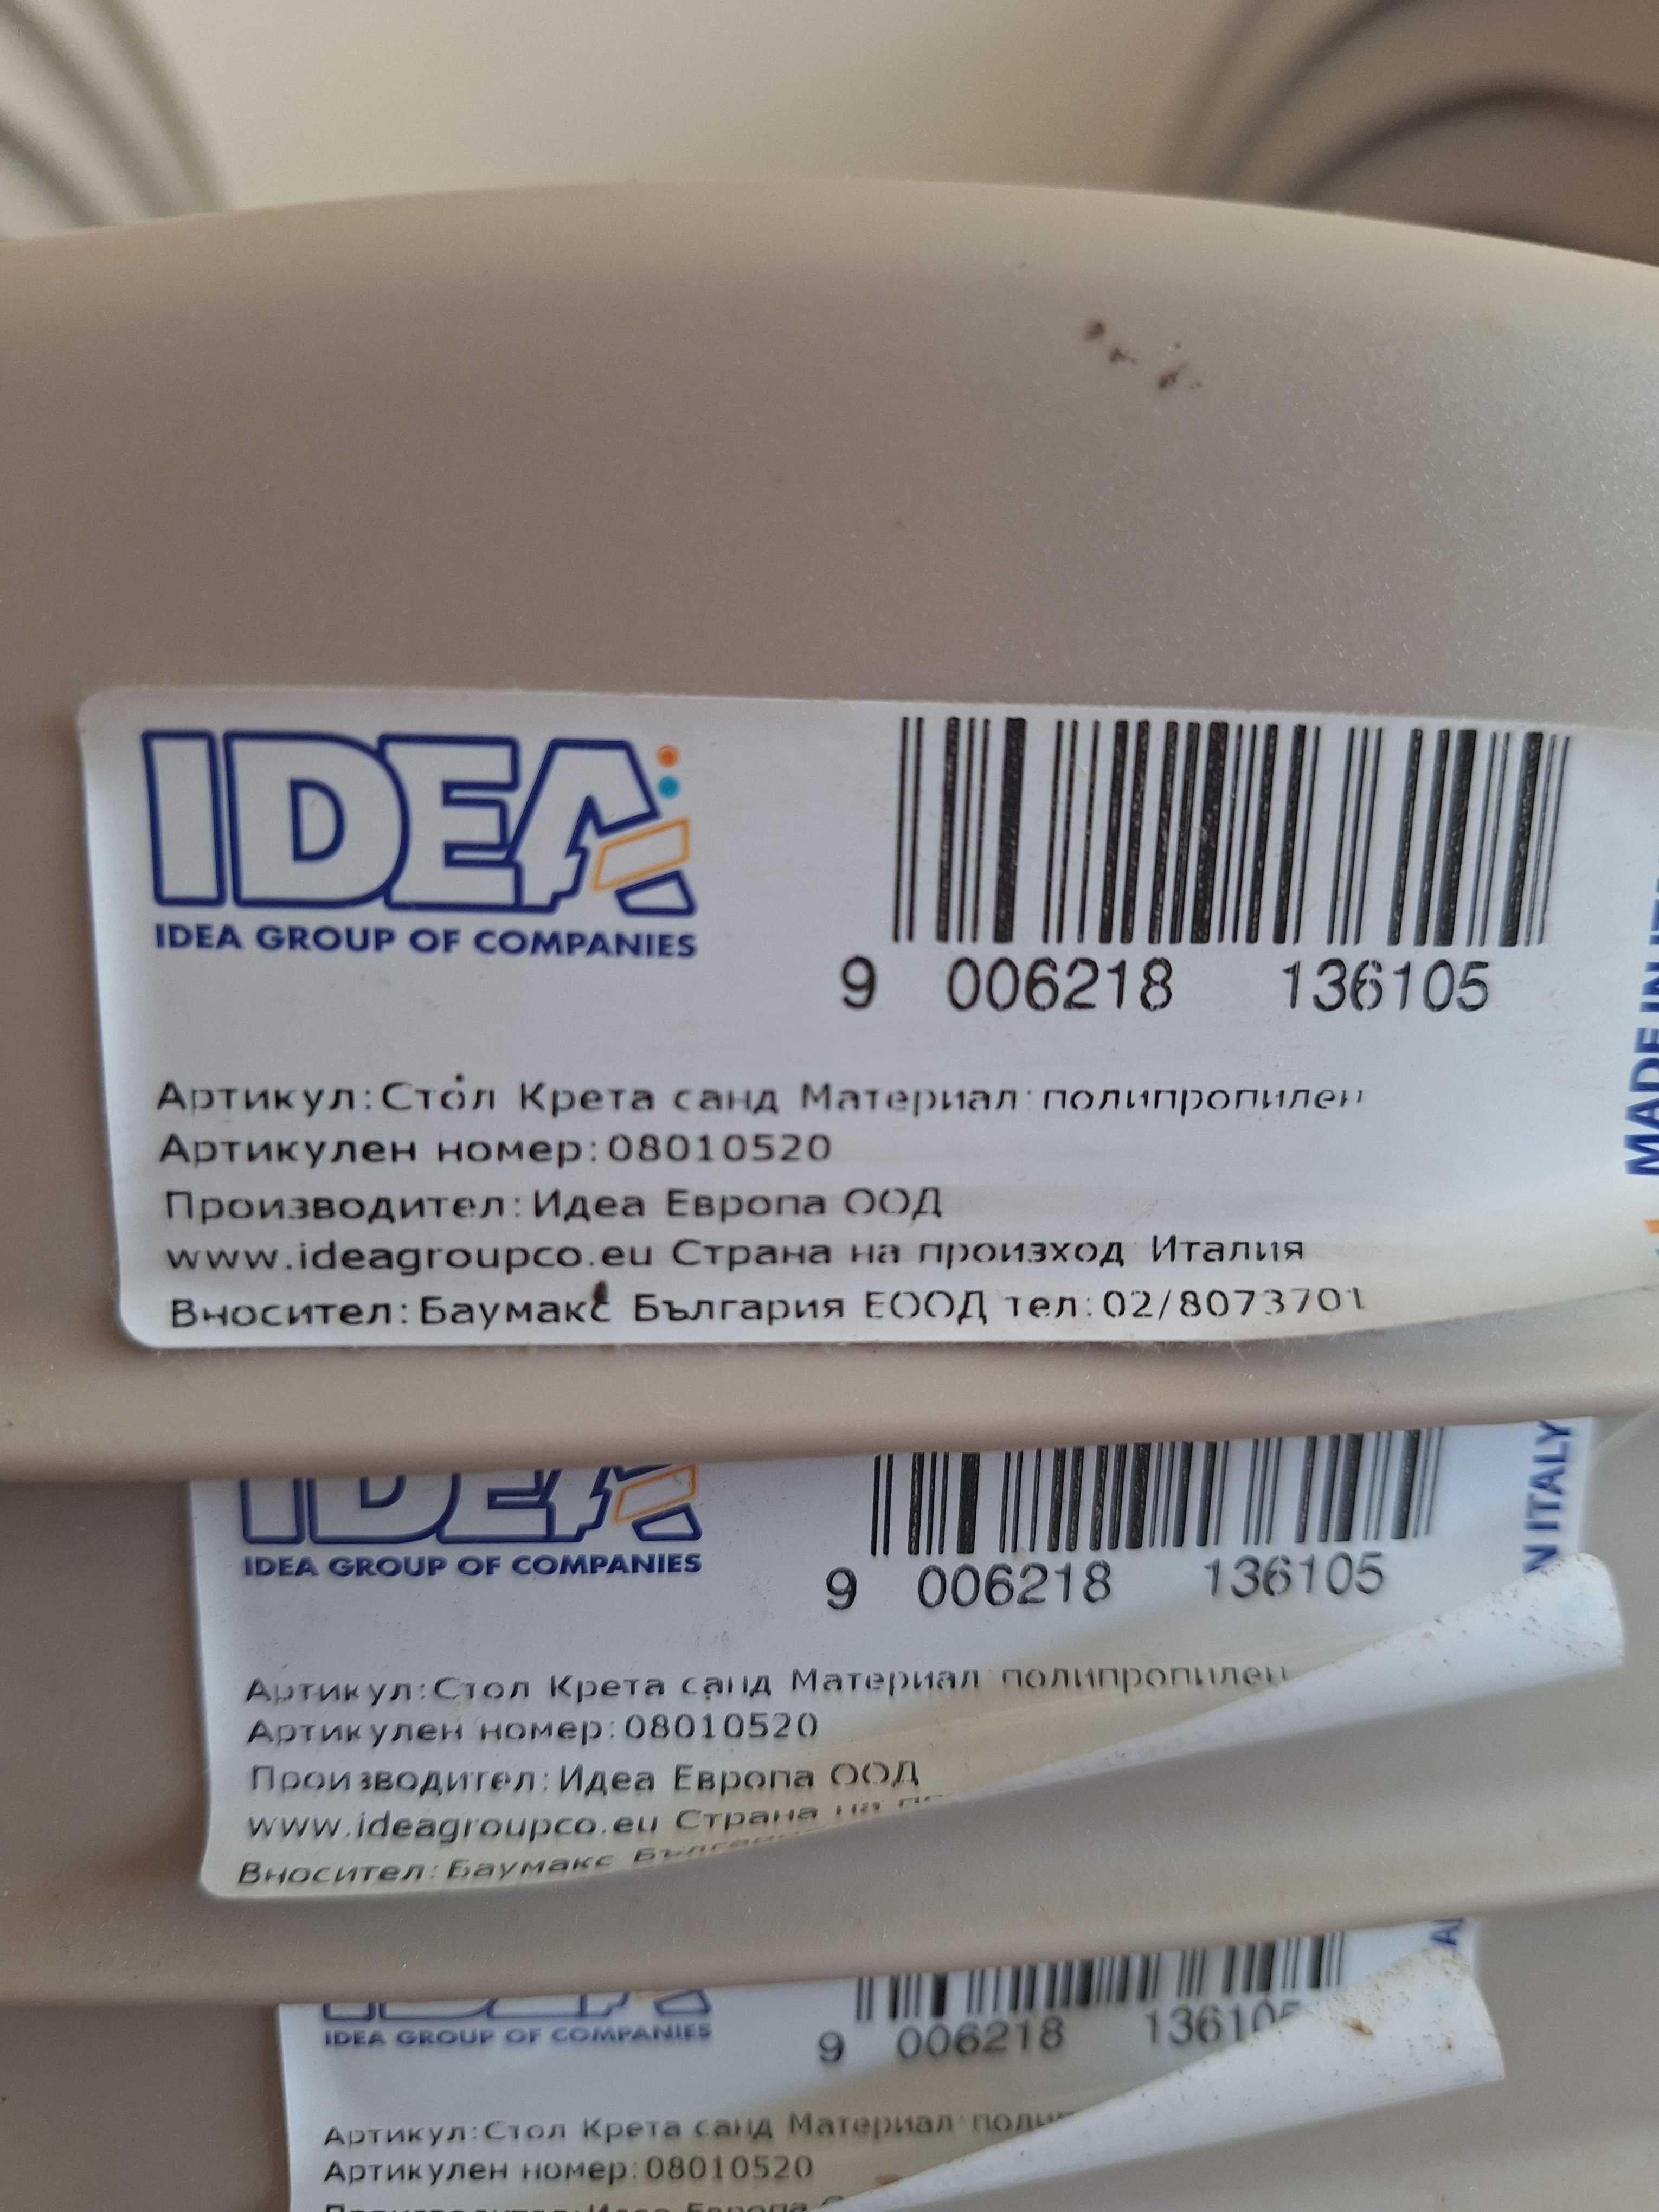 IDEA
IDEA GROUP OF COMPANIES
9 006218 136105
Артикул:Стол Крета санд Материал:полипропилен
Артикулен номер:08010520
Производител:Идеа Европа ООД
www.ideagroupco.eu Страна на произход Италия
Вносител:Баумакс България ЕООД тел:02/8073701
MADE IN
IDEA
IDEA GROUP OF COMPANIES
9 006218 136105
N ITALY
Артикул:Стол Крета санд Материал полипропилен
Артикулен номер:08010520
Производител:Идеа Европа ООД
www.ideagroupco.eu Страна на
Вносител:Баумакс
IDEA GROUP OF COMPANIES
9 006218 136105
Артикул:Стол Крета санд Материал
Артикулен номер:08010520